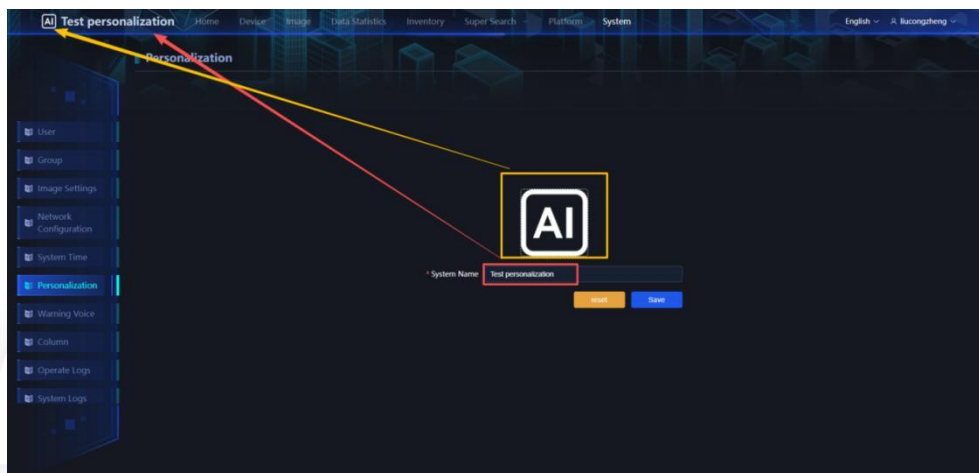 AI Test personalization Home Device Image Data Statistics Inventory Super Search Platform System English liucongzheng
Personalization
User
Group
Image Settings
Network
Configuration
System Time
Personalization
Warning Voice
Column
Operate Logs
System Logs
AI
* System Name Test personalization
reset Save